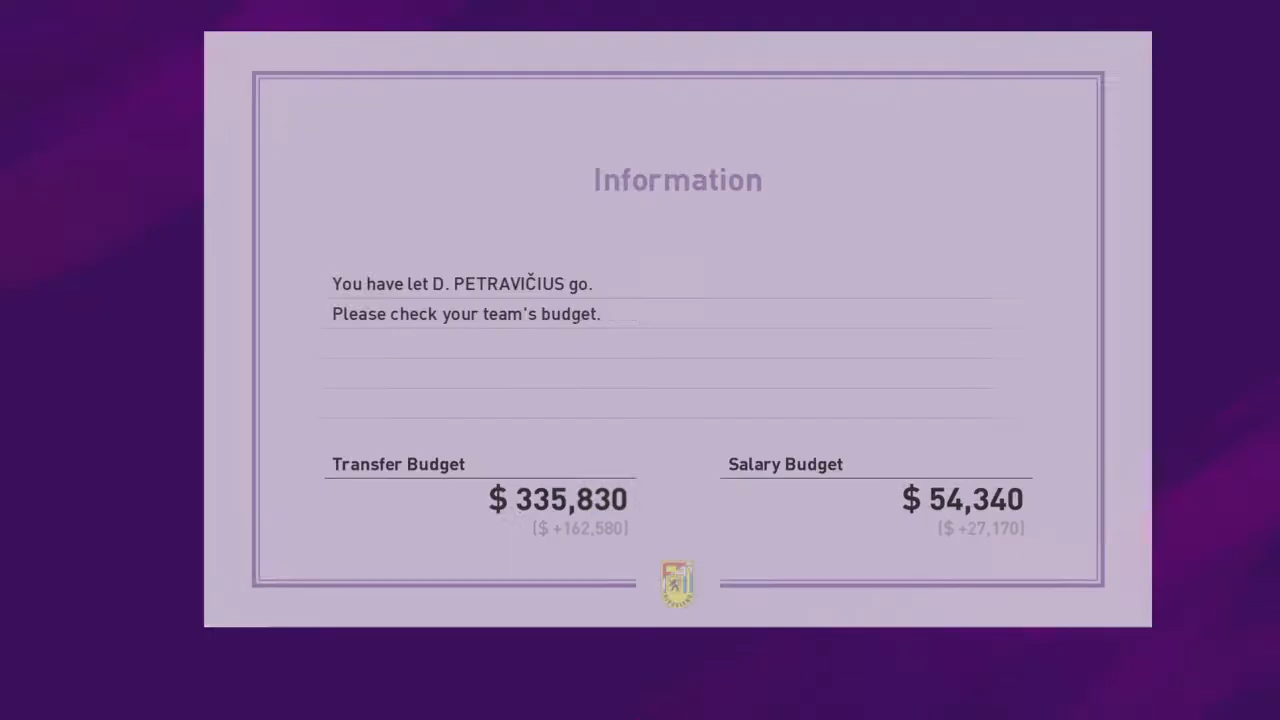 Information
You have let D. PETRAVIČIUS go.
Please check your team's budget.
Transfer Budget
$ 335,830
($ +162,580)
Salary Budget
$ 54,340
($ +27,170)